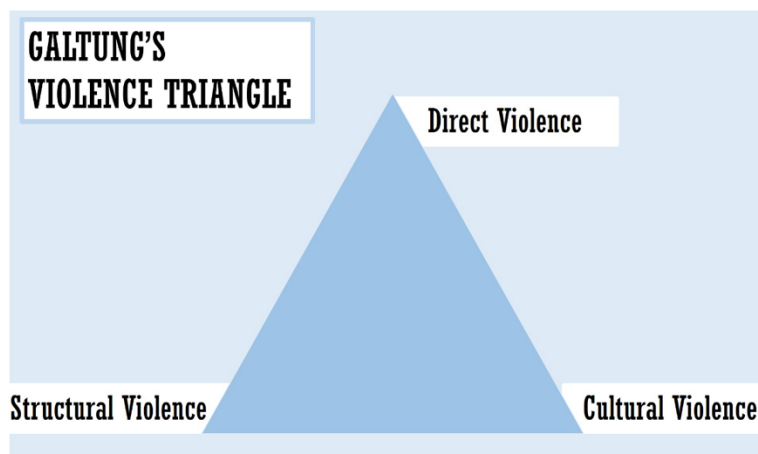 GALTUNG'S
VIOLENCE TRIANGLE
Direct Violence
Structural Violence
Cultural Violence